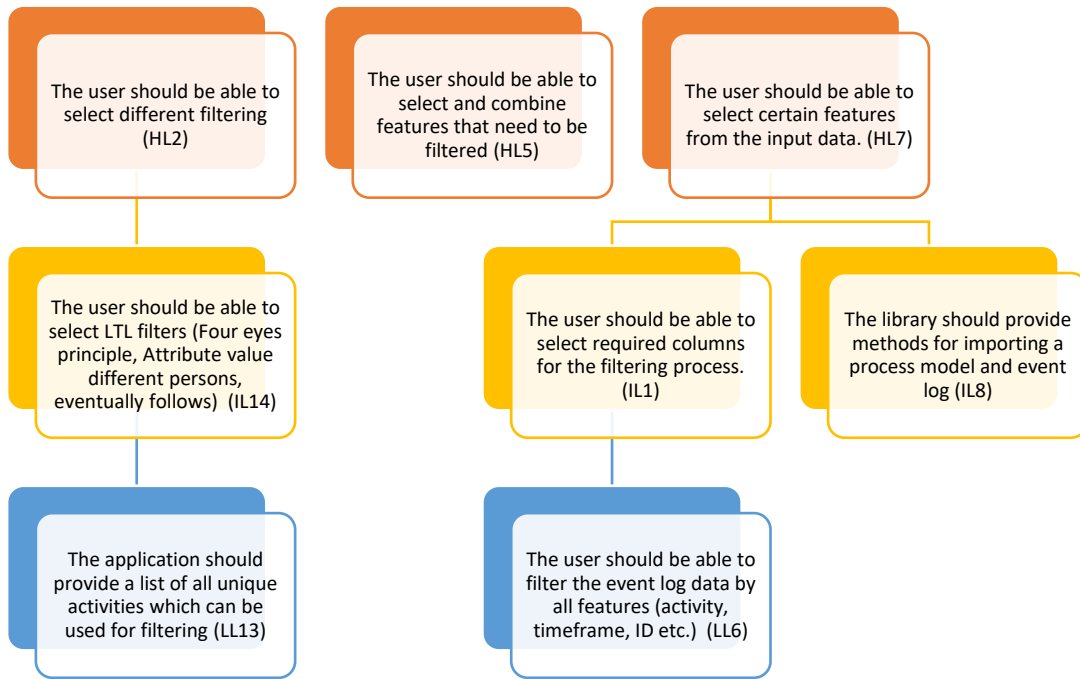 The user should be able to
select different filtering
(HL2)
The user should be able to
select and combine
features that need to be
filtered (HL5)
The user should be able to
select certain features
from the input data. (HL7)
The user should be able to
select LTL filters (Four eyes
principle, Attribute value
different persons,
eventually follows)  (IL14)
The user should be able to
select required columns
for the filtering process.
(IL1)
The library should provide
methods for importing a
process model and event
log (IL8)
The application should
provide a list of all unique
activities which can be
used for filtering (LL13)
The user should be able to
filter the event log data by
all features (activity,
timeframe, ID etc.)  (LL6)